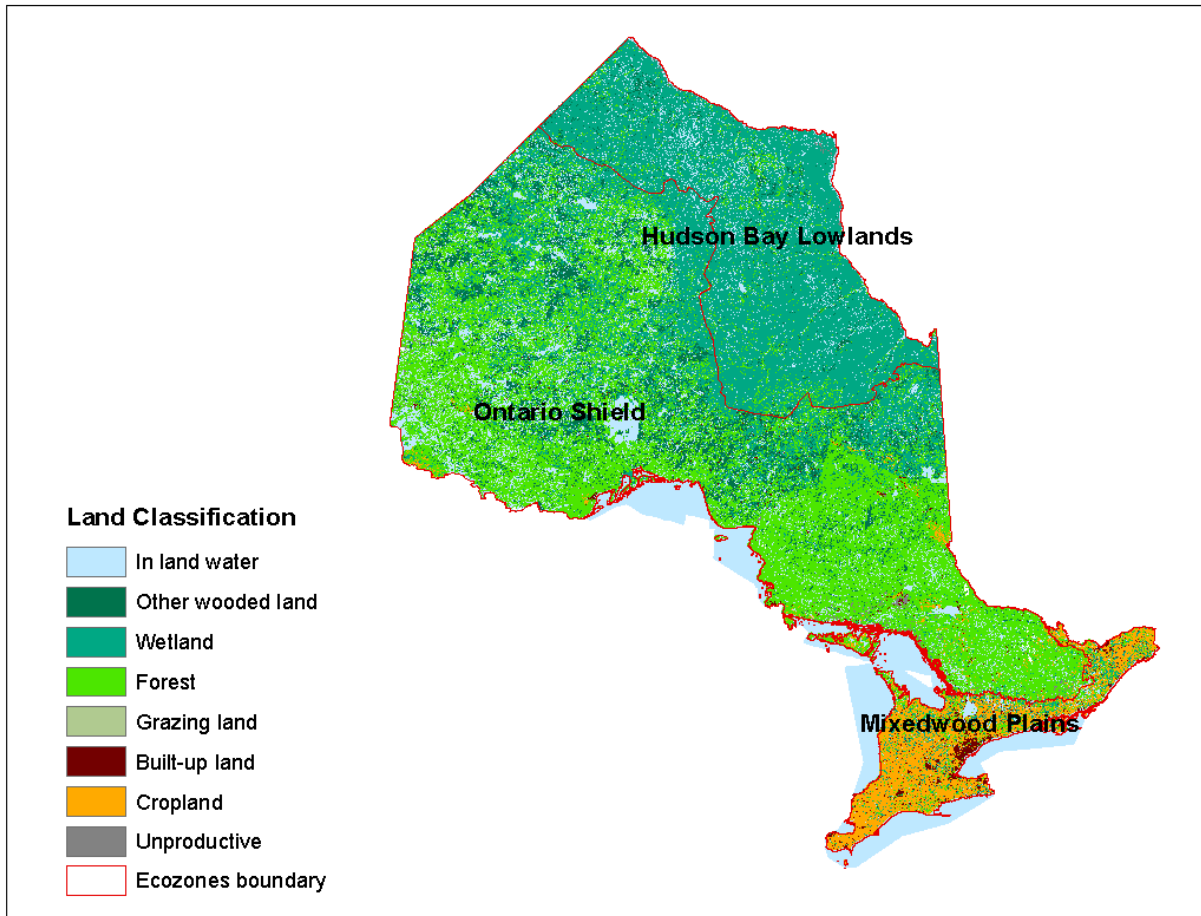 Hudson Bay Lowlands
Ontario Shield
Mixedwood Plains
Land Classification
In land water
Other wooded land
Wetland
Forest
Grazing land
Built-up land
Cropland
Unproductive
Ecozones boundary